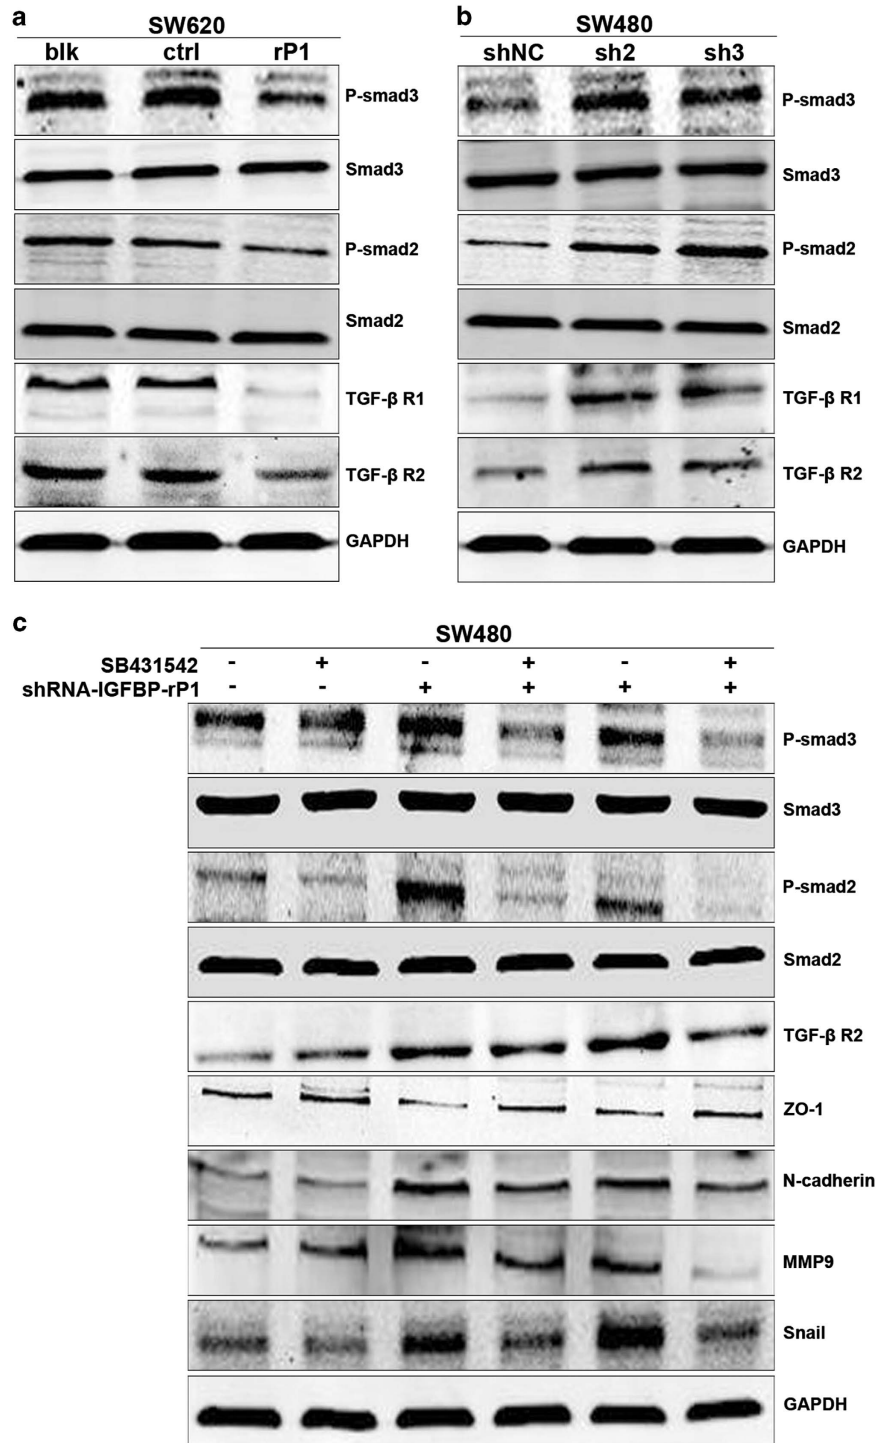 a
SW620
blk ctrl rP1
P-smad3
Smad3
P-smad2
Smad2
TGF-β R1
TGF-β R2
GAPDH
b
SW480
shNC sh2 sh3
P-smad3
Smad3
P-smad2
Smad2
TGF-β R1
TGF-β R2
GAPDH
c
SW480
SB431542 - + - + - +
shRNA-IGFBP-rP1 - - + + + +
P-smad3
Smad3
P-smad2
Smad2
TGF-β R2
ZO-1
N-cadherin
MMP9
Snail
GAPDH